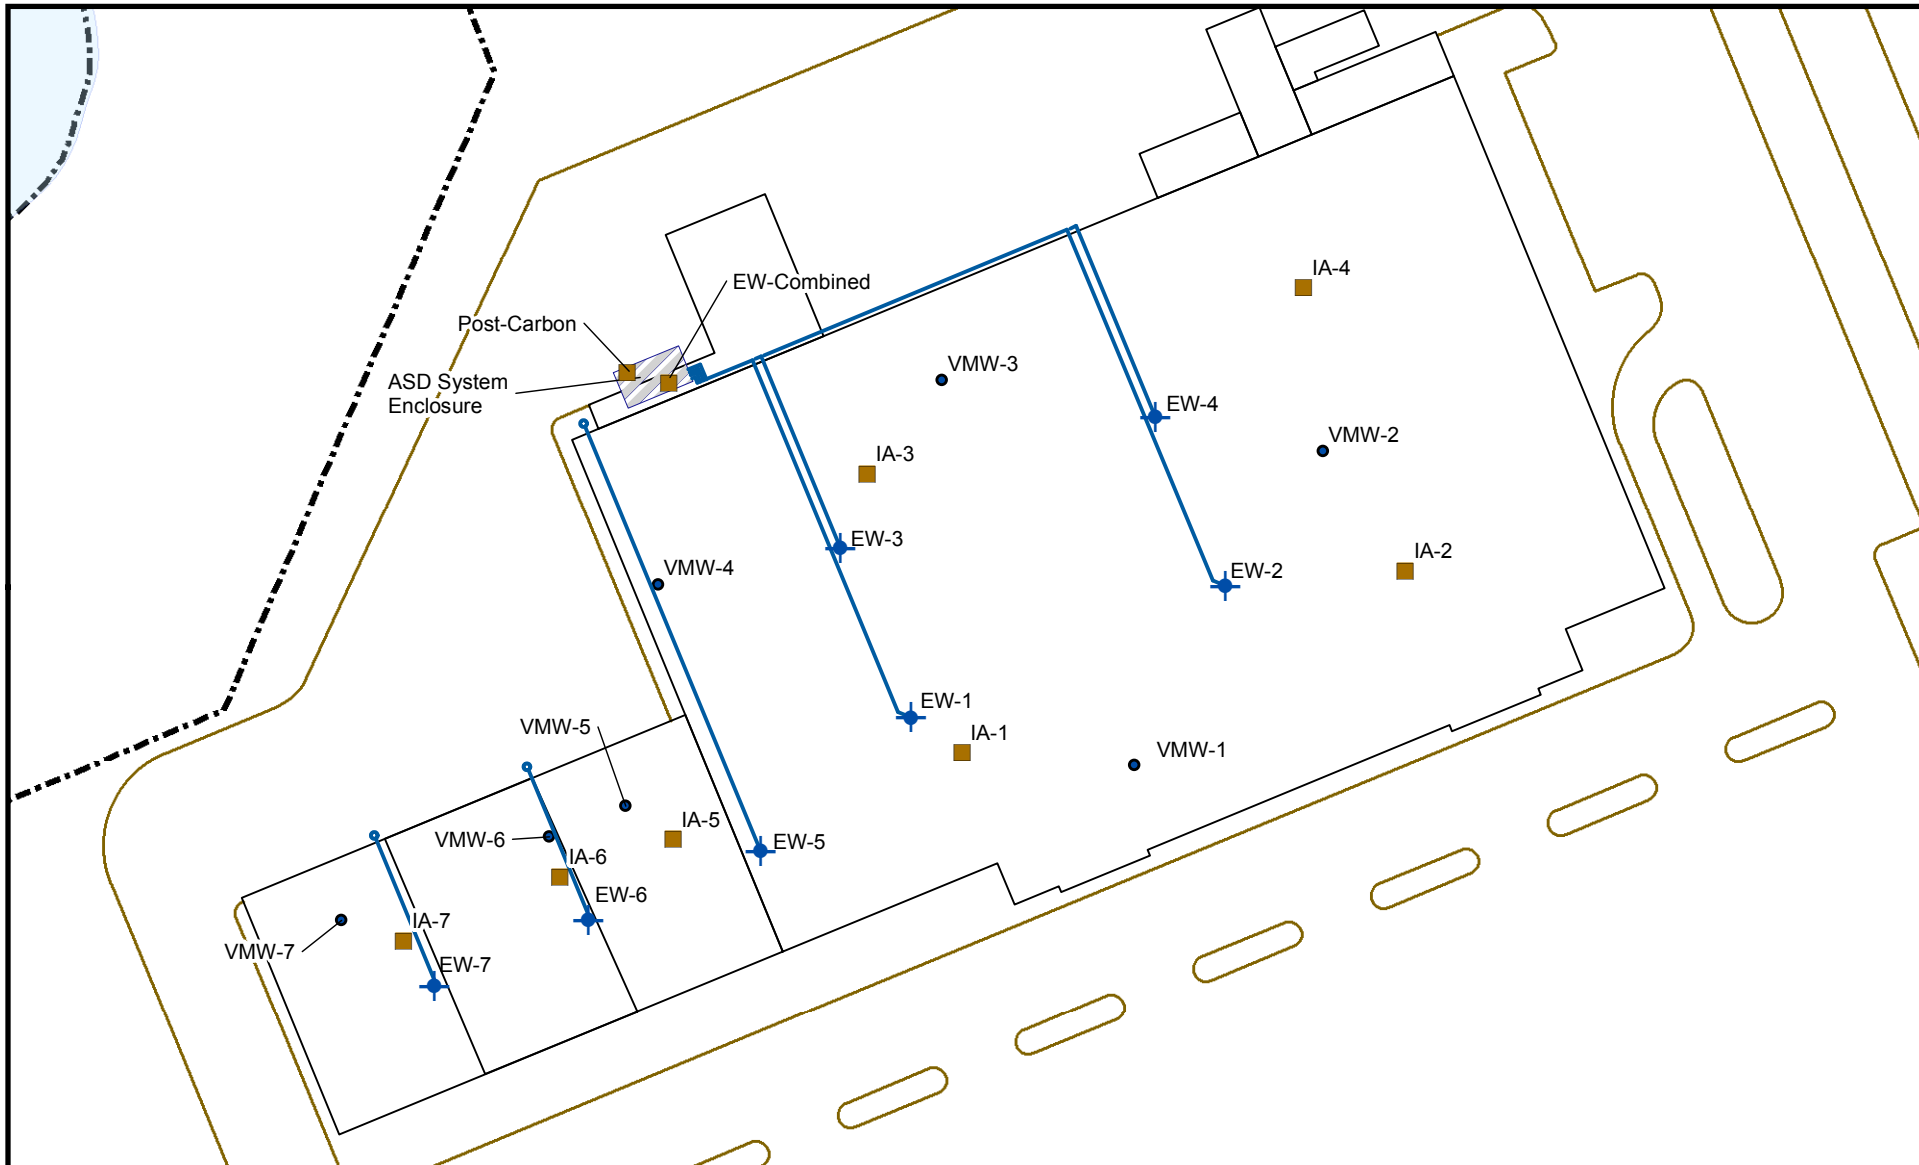 IA-4
EW-Combined
Post-Carbon
VMW-3
ASD System
Enclosure
EW-4
VMW-2
IA-3
EW-3
IA-2
VMW-4
EW-2
EW-1
VMW-5
IA-1
VMW-1
IA-5
VMW-6
EW-5
IA-6
EW-6
IA-7
VMW-7
EW-7